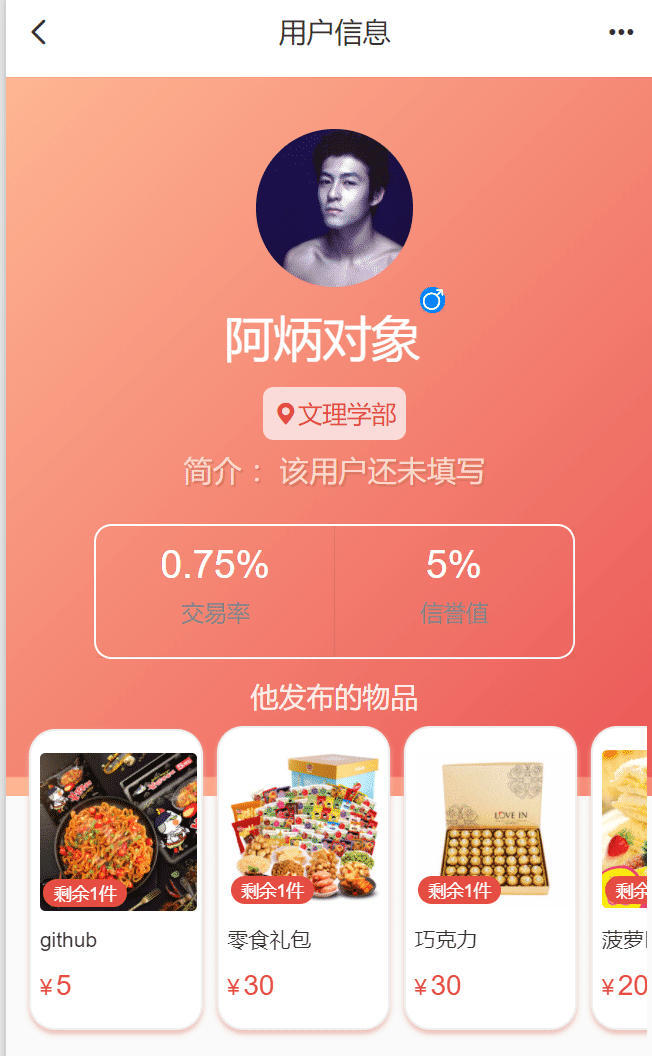 用户信息
阿炳对象
文理学部
简介： 该用户还未填写
0.75%
5%
交易率
信誉值
他发布的物品
LOVE IN
剩余1件
剩余1件
剩余1件
剩余
github
零食礼包
巧克力
菠萝
¥5
¥30
¥30
¥20